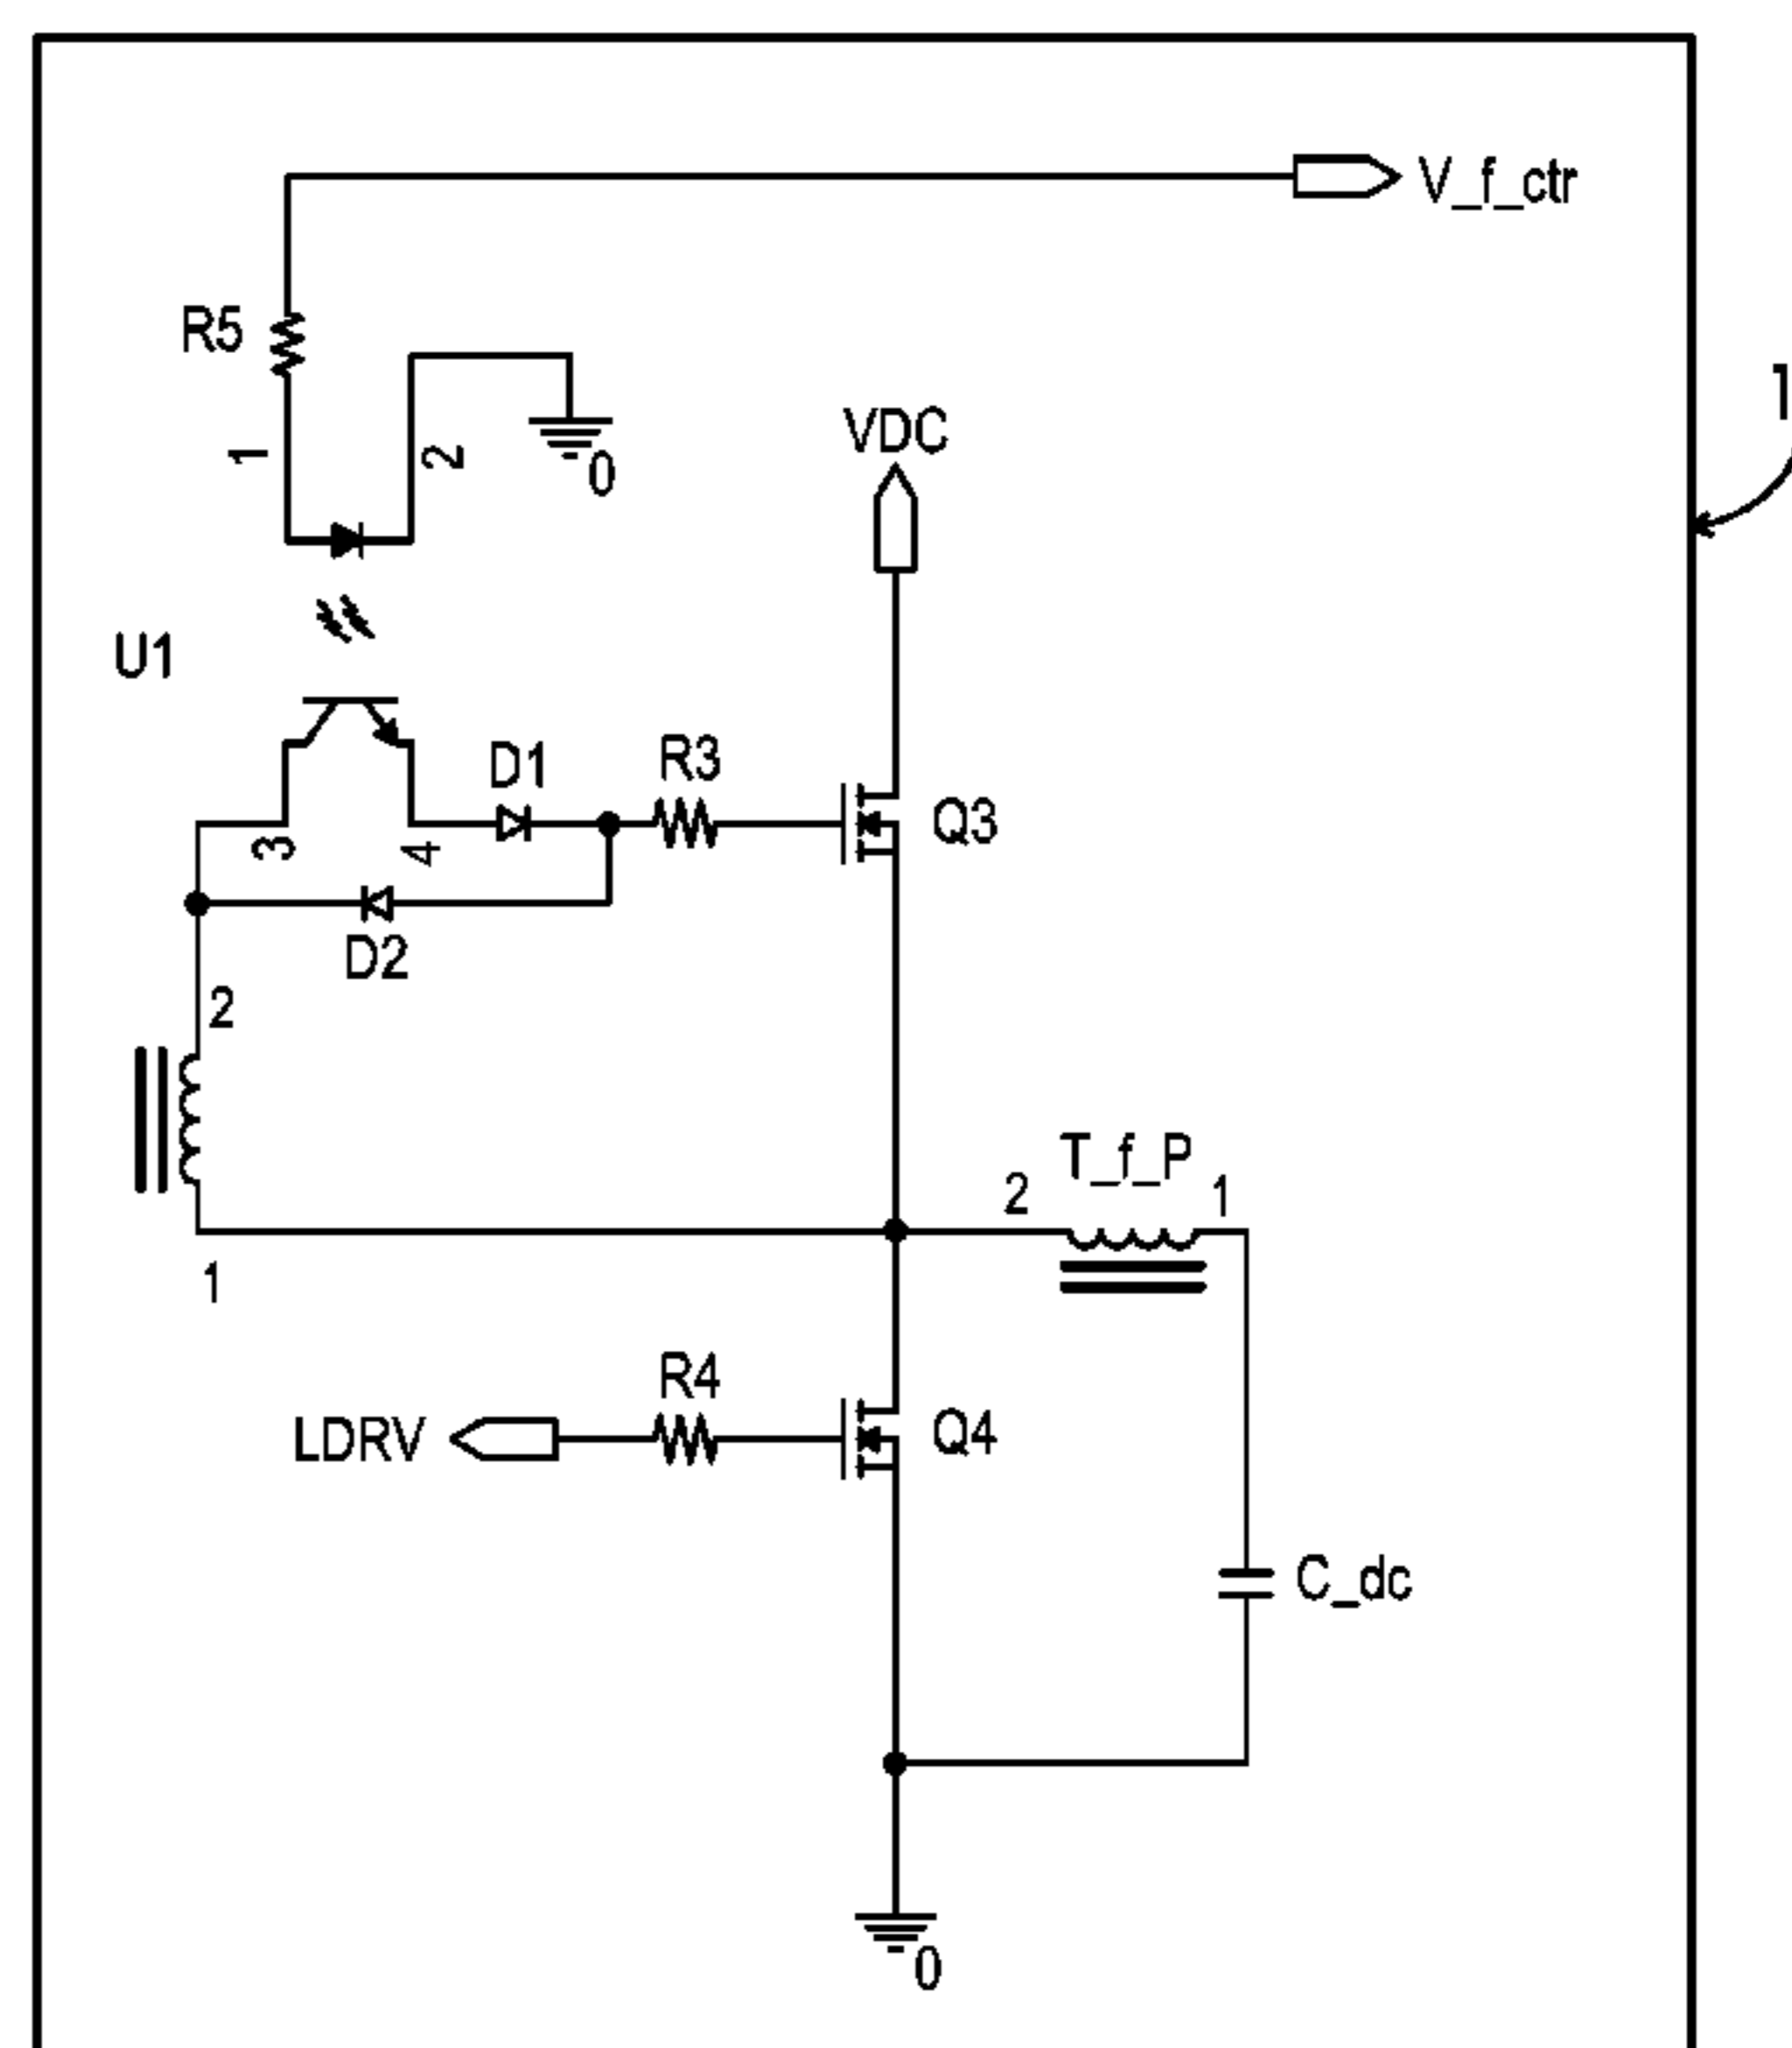 V_f_ctr
R5
1
2
0
VDC
U1
D1
R3
Q3
3
4
D2
2
T_f_P
2
1
1
R4
LDRV
Q4
C_dc
0